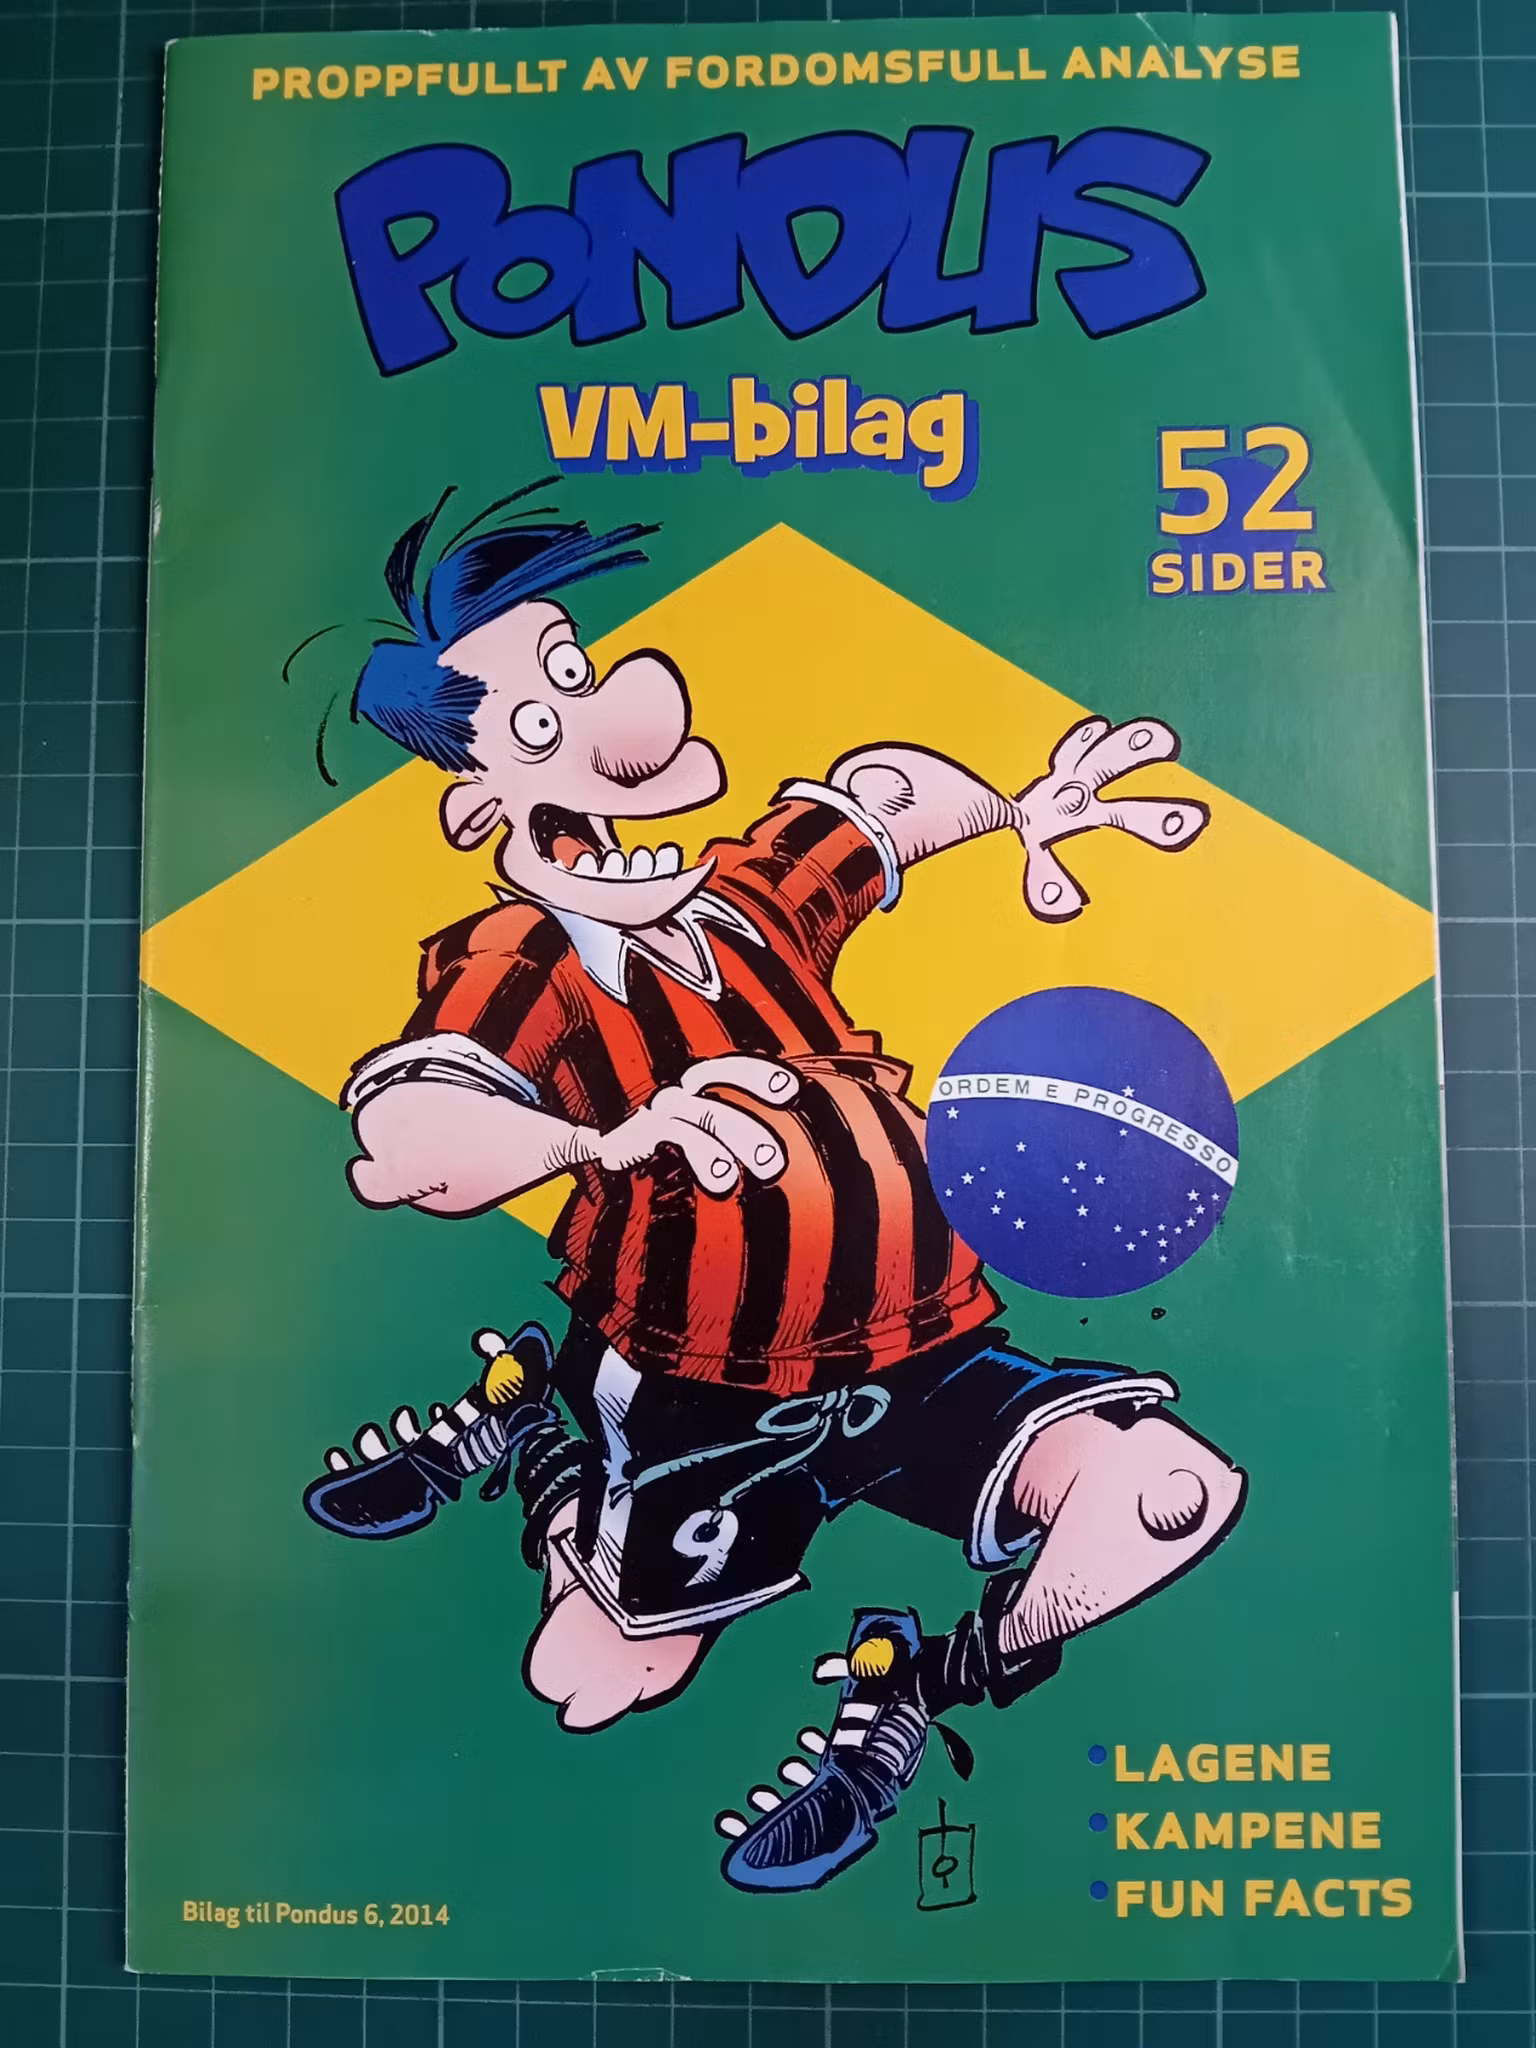 PROPPFULLT AV FORDOMSFULL ANALYSE
PONDUS
VM-bilag
52
SIDER
ORDEM E PROGRESSO
9
•LAGENE
•KAMPENE
•FUN FACTS
Bilag til Pondus 6, 2014